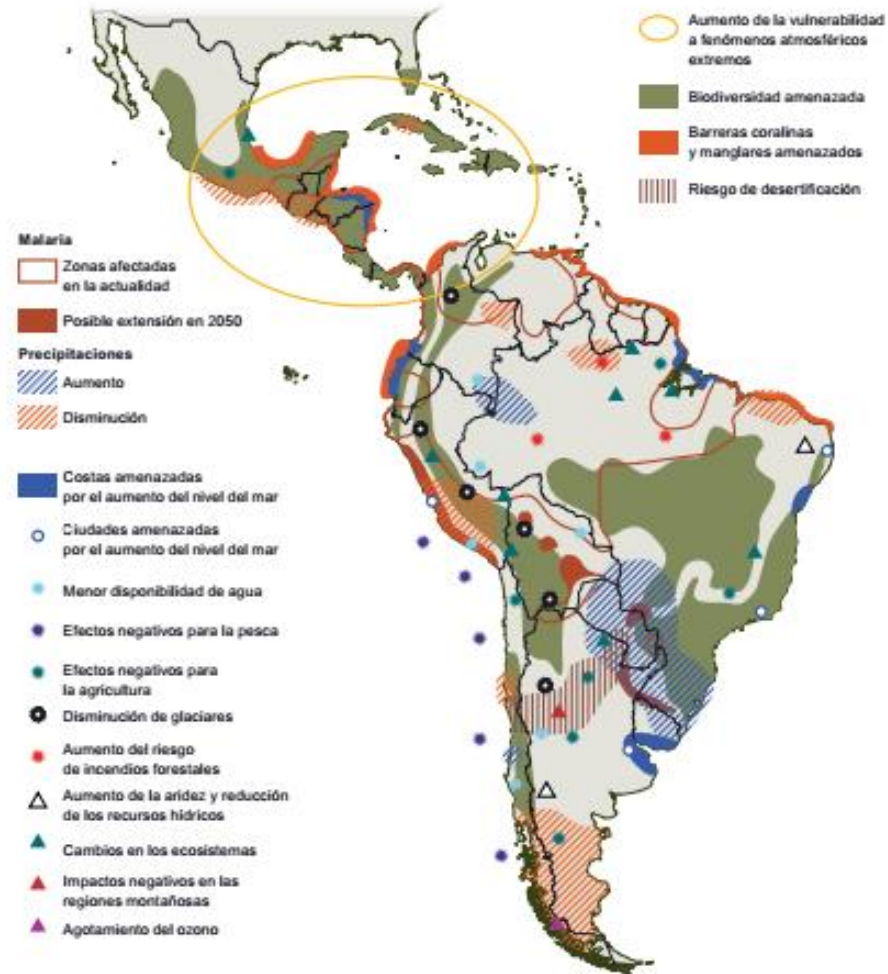 Aumento de la vulnerabilidad
a fenómenos atmosféricos
extremos
Biodiversidad amenazada
Barreras coralinas
y manglares amenazados
Riesgo de desertificación
Malaria
Zonas afectadas
en la actualidad
Posible extensión en 2050
Precipitaciones
Aumento
Disminución
Costas amenazadas
por el aumento del nivel del mar
Ciudades amenazadas
por el aumento del nivel del mar
Menor disponibilidad de agua
Efectos negativos para la pesca
Efectos negativos para
la agricultura
Disminución de glaciares
Aumento del riesgo
de incendios forestales
Aumento de la aridez y reducción
de los recursos hídricos
Cambios en los ecosistemas
Impactos negativos en las
regiones montañosas
Agotamiento del ozono